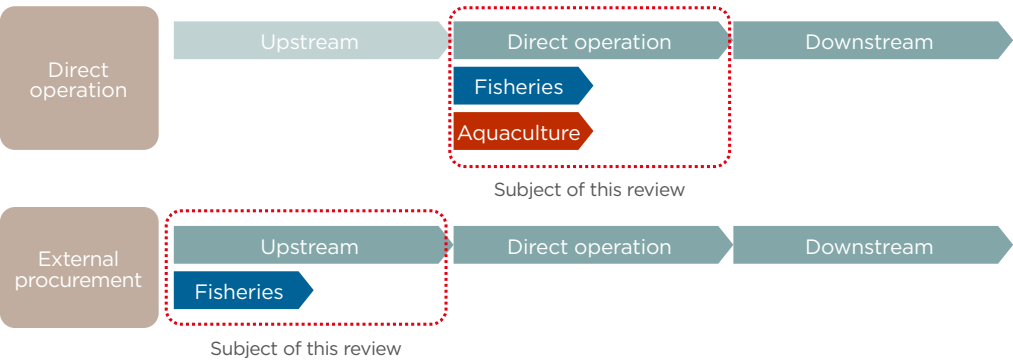 Direct
operation
Upstream
Direct operation
Downstream
Fisheries
Aquaculture
Subject of this review
External
procurement
Upstream
Direct operation
Downstream
Fisheries
Subject of this review